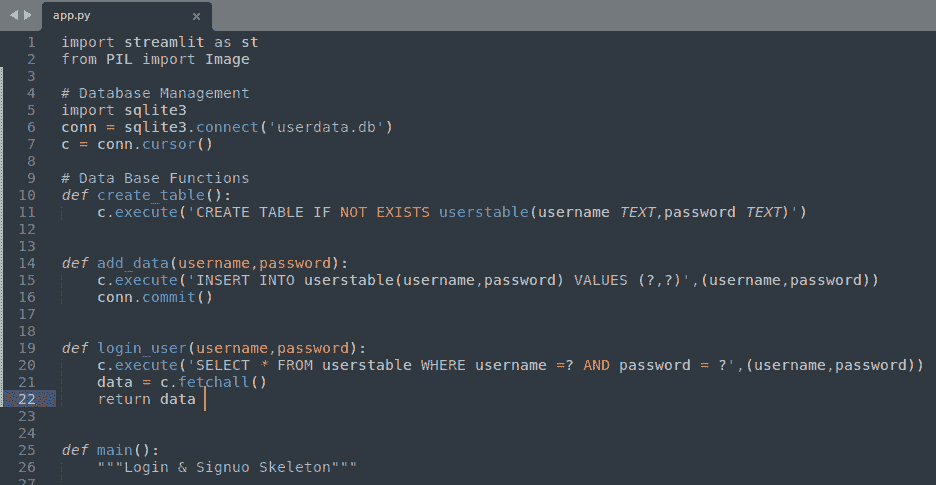 app.py ×
1 import streamlit as st
2 from PIL import Image
3
4 # Database Management
5 import sqlite3
6 conn = sqlite3.connect('userdata.db')
7 c = conn.cursor()
8
9 # Data Base Functions
10 def create_table():
11     c.execute('CREATE TABLE IF NOT EXISTS userstable(username TEXT,password TEXT)')
12
13
14 def add_data(username,password):
15     c.execute('INSERT INTO userstable(username,password) VALUES (?,?)',(username,password))
16     conn.commit()
17
18
19 def login_user(username,password):
20     c.execute('SELECT * FROM userstable WHERE username =? AND password = ?',(username,password))
21     data = c.fetchall()
22     return data
23
24
25 def main():
26     """Login & Signuo Skeleton"""
27